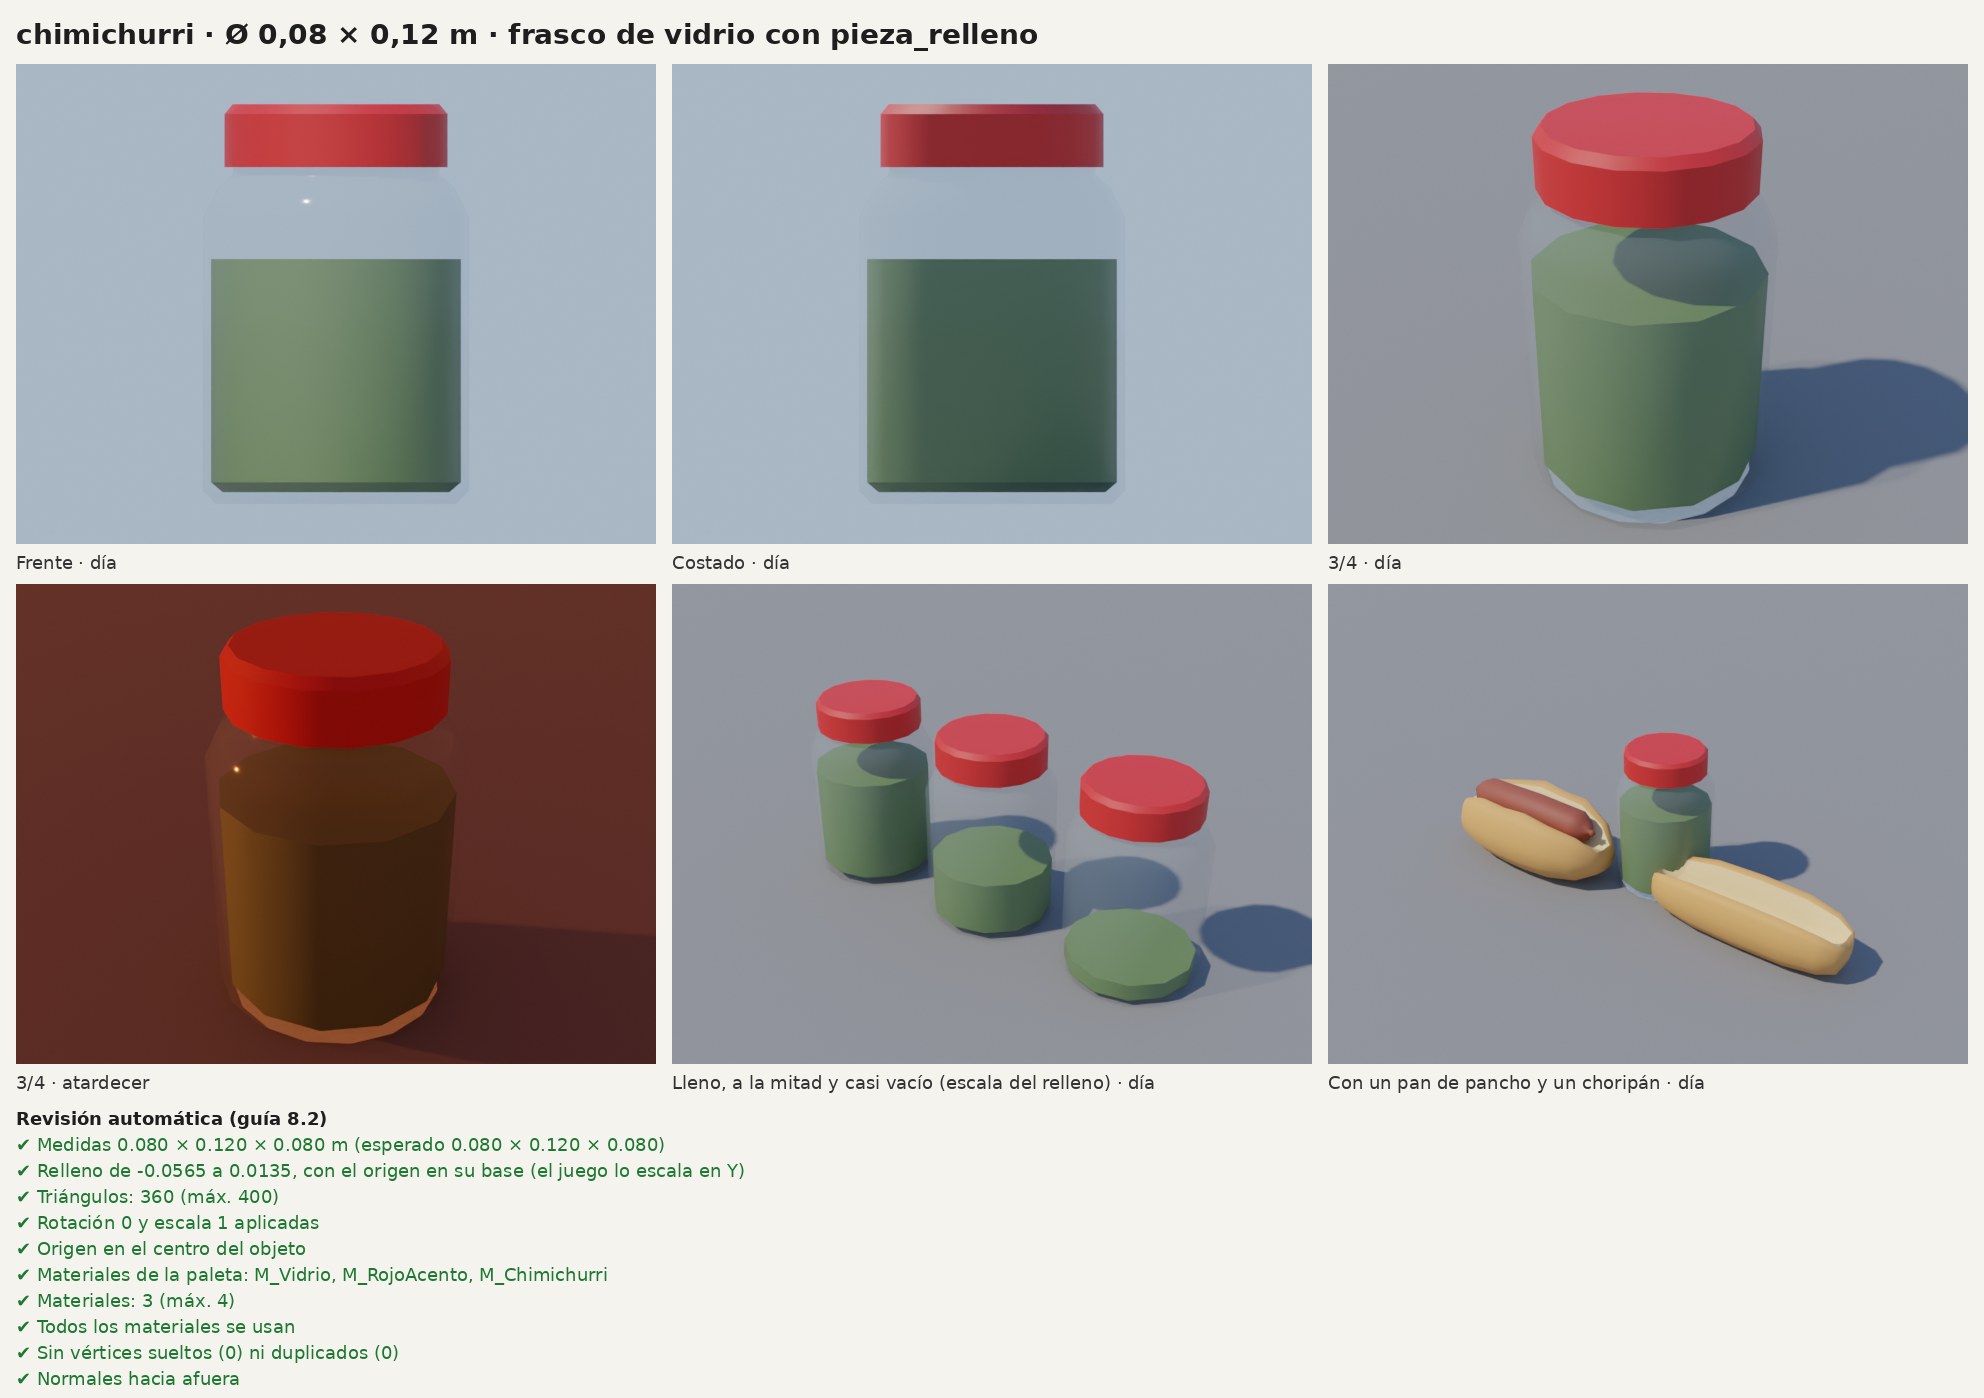 chimichurri · Ø 0,08 × 0,12 m · frasco de vidrio con pieza_relleno
Frente · día
Costado · día
3/4 · día
3/4 · atardecer
Lleno, a la mitad y casi vacío (escala del relleno) · día
Con un pan de pancho y un choripán · día
Revisión automática (guía 8.2)
✔ Medidas 0.080 × 0.120 × 0.080 m (esperado 0.080 × 0.120 × 0.080)
✔ Relleno de -0.0565 a 0.0135, con el origen en su base (el juego lo escala en Y)
✔ Triángulos: 360 (máx. 400)
✔ Rotación 0 y escala 1 aplicadas
✔ Origen en el centro del objeto
✔ Materiales de la paleta: M_Vidrio, M_RojoAcento, M_Chimichurri
✔ Materiales: 3 (máx. 4)
✔ Todos los materiales se usan
✔ Sin vértices sueltos (0) ni duplicados (0)
✔ Normales hacia afuera